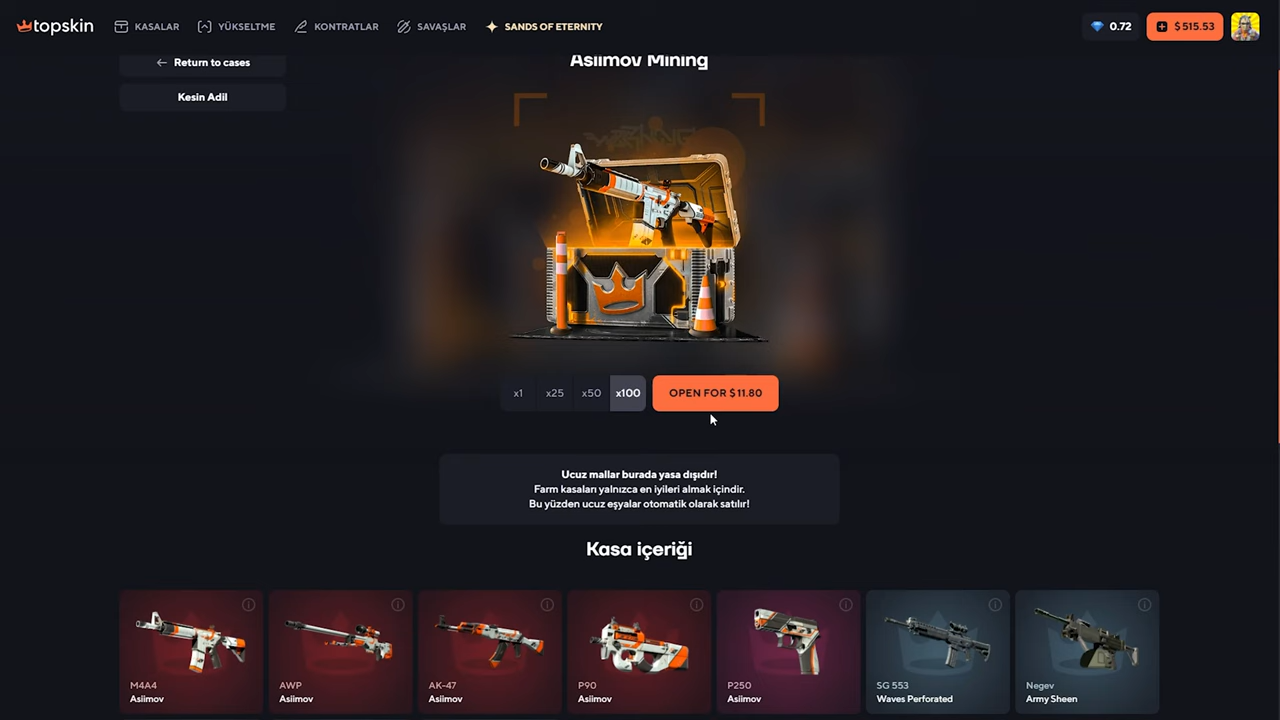 topskin
KASALAR
YÜKSELTME
KONTRATLAR
SAVAŞLAR
SANDS OF ETERNITY
0.72
$ 515.53
← Return to cases
Asiimov Mining
Kesin Adil
x1
x25
x50
x100
OPEN FOR $11.80
Ucuz mallar burada yasa dışıdır!
Farm kasaları yalnızca en iyileri almak içindir.
Bu yüzden ucuz eşyalar otomatik olarak satılır!
Kasa içeriği
M4A4
Asiimov
AWP
Asiimov
AK-47
Asiimov
P90
Asiimov
P250
Asiimov
SG 553
Waves Perforated
Negev
Army Sheen